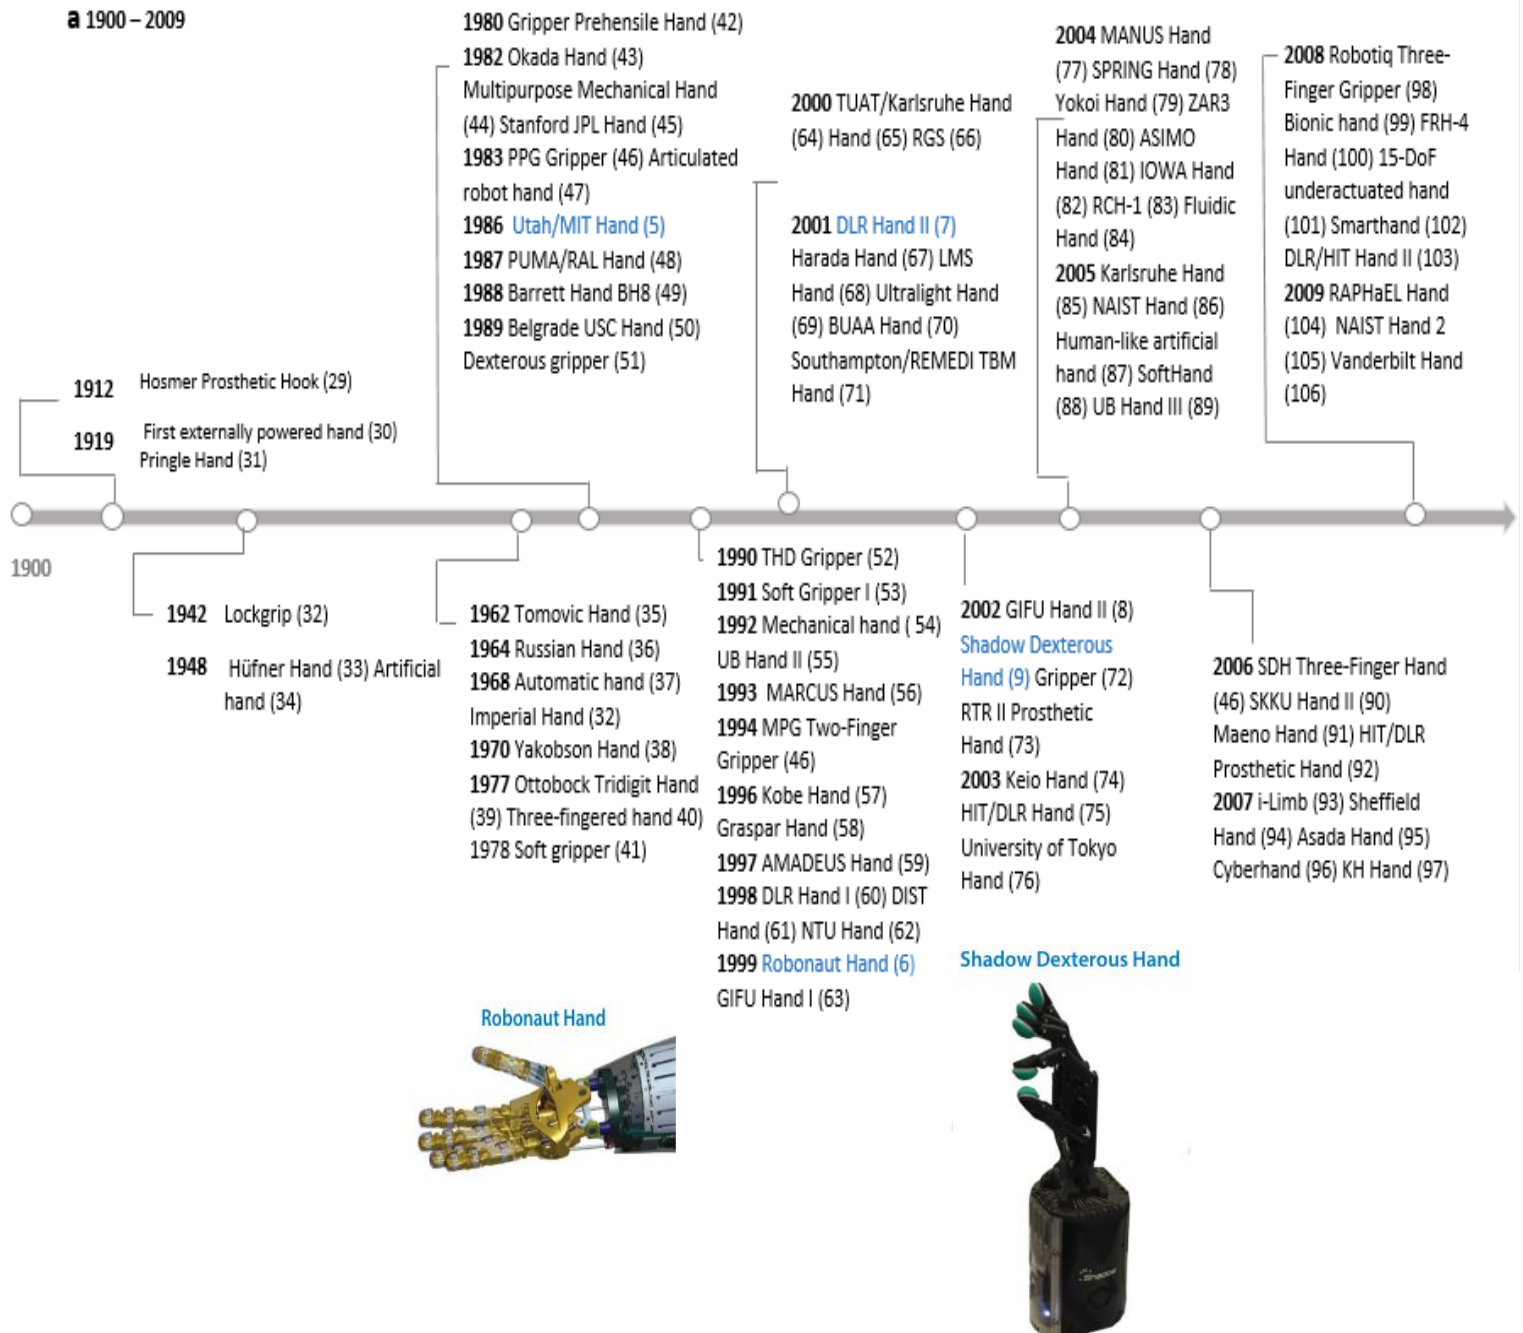 a 1900 – 2009
1912 Hosmer Prosthetic Hook (29)
1919 First externally powered hand (30)
Pringle Hand (31)
1980 Gripper Prehensile Hand (42)
1982 Okada Hand (43)
Multipurpose Mechanical Hand
(44) Stanford JPL Hand (45)
1983 PPG Gripper (46) Articulated
robot hand (47)
1986 Utah/MIT Hand (5)
1987 PUMA/RAL Hand (48)
1988 Barrett Hand BH8 (49)
1989 Belgrade USC Hand (50)
Dexterous gripper (51)
2000 TUAT/Karlsruhe Hand
(64) Hand (65) RGS (66)
2001 DLR Hand II (7)
Harada Hand (67) LMS
Hand (68) Ultralight Hand
(69) BUAA Hand (70)
Southampton/REMEDI TBM
Hand (71)
2004 MANUS Hand
(77) SPRING Hand (78)
Yokoi Hand (79) ZAR3
Hand (80) ASIMO
Hand (81) IOWA Hand
(82) RCH-1 (83) Fluidic
Hand (84)
2005 Karlsruhe Hand
(85) NAIST Hand (86)
Human-like artificial
hand (87) SoftHand
(88) UB Hand III (89)
2008 Robotiq Three-
Finger Gripper (98)
Bionic hand (99) FRH-4
Hand (100) 15-DoF
underactuated hand
(101) Smarthand (102)
DLR/HIT Hand II (103)
2009 RAPHaEL Hand
(104) NAIST Hand 2
(105) Vanderbilt Hand
(106)
1900
1942 Lockgrip (32)
1948 Hüfner Hand (33) Artificial
hand (34)
1962 Tomovic Hand (35)
1964 Russian Hand (36)
1968 Automatic hand (37)
Imperial Hand (32)
1970 Yakobson Hand (38)
1977 Ottobock Tridigit Hand
(39) Three-fingered hand 40)
1978 Soft gripper (41)
1990 THD Gripper (52)
1991 Soft Gripper I (53)
1992 Mechanical hand ( 54)
UB Hand II (55)
1993 MARCUS Hand (56)
1994 MPG Two-Finger
Gripper (46)
1996 Kobe Hand (57)
Graspar Hand (58)
1997 AMADEUS Hand (59)
1998 DLR Hand I (60) DIST
Hand (61) NTU Hand (62)
1999 Robonaut Hand (6)
GIFU Hand I (63)
2002 GIFU Hand II (8)
Shadow Dexterous
Hand (9) Gripper (72)
RTR II Prosthetic
Hand (73)
2003 Keio Hand (74)
HIT/DLR Hand (75)
University of Tokyo
Hand (76)
2006 SDH Three-Finger Hand
(46) SKKU Hand II (90)
Maeno Hand (91) HIT/DLR
Prosthetic Hand (92)
2007 i-Limb (93) Sheffield
Hand (94) Asada Hand (95)
Cyberhand (96) KH Hand (97)
Robonaut Hand
Shadow Dexterous Hand
Shadow